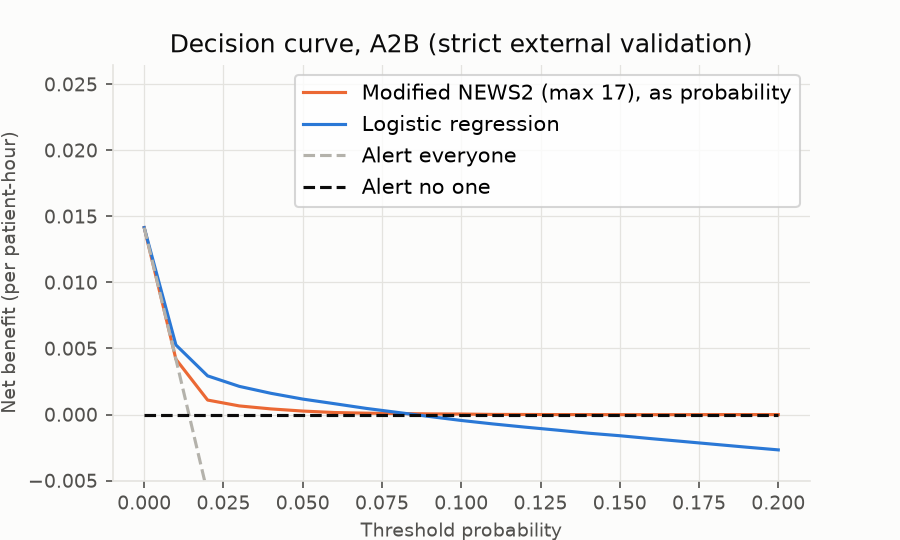 Decision curve, A2B (strict external validation)
Modified NEWS2 (max 17), as probability
Logistic regression
Alert everyone
Alert no one
Net benefit (per patient-hour)
0.025
0.020
0.015
0.010
0.005
0.000
−0.005
0.000 0.025 0.050 0.075 0.100 0.125 0.150 0.175 0.200
Threshold probability